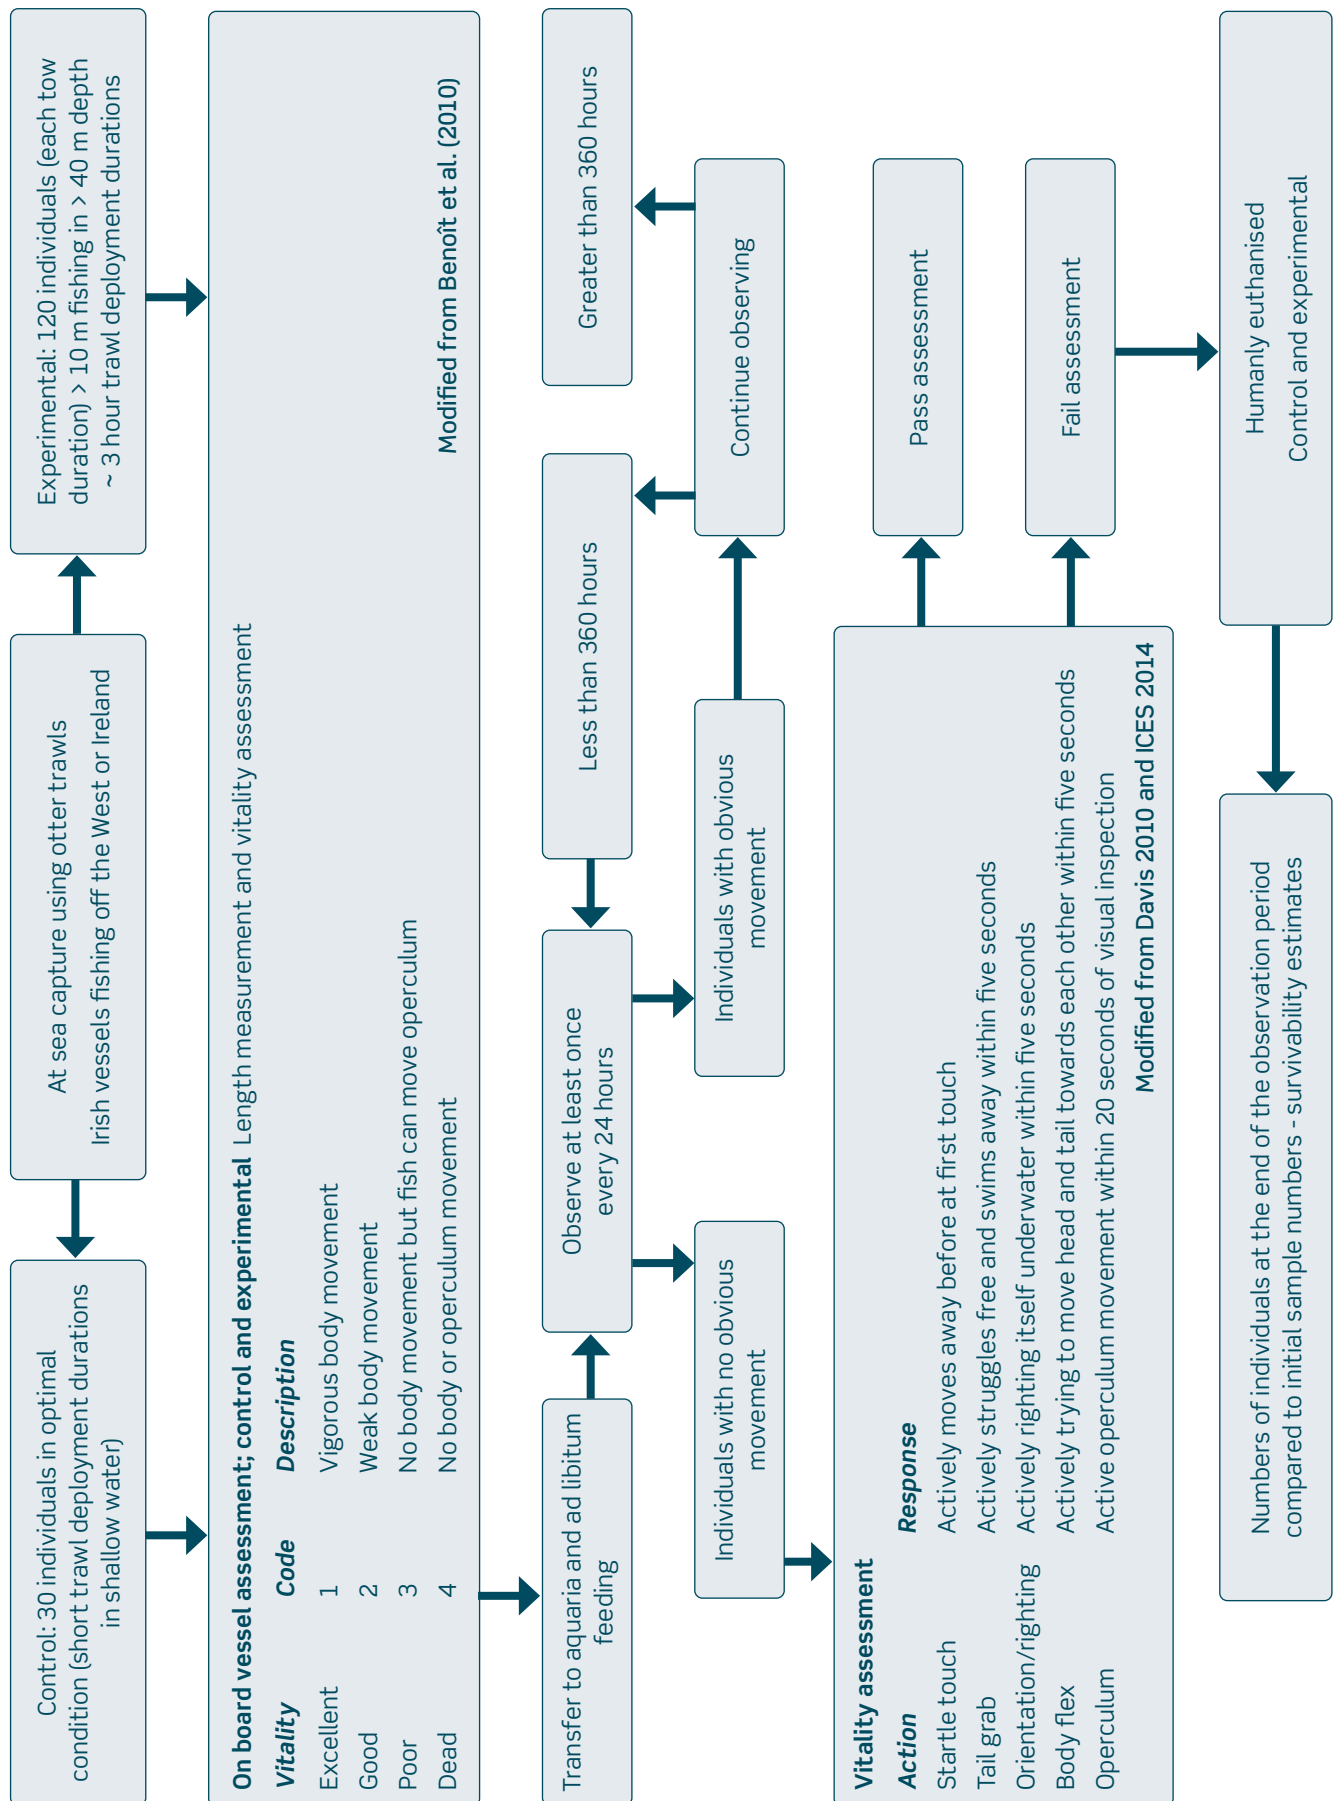 Control: 30 individuals in optimal
condition (short trawl deployment durations
in shallow water)
At sea capture using otter trawls
Irish vessels fishing off the West or Ireland
Experimental: 120 individuals (each tow
duration) > 10 m fishing in > 40 m depth
~ 3 hour trawl deployment durations
On board vessel assessment; control and experimental Length measurement and vitality assessment
Vitality Code Description
Excellent 1 Vigorous body movement
Good 2 Weak body movement
Poor 3 No body movement but fish can move operculum
Dead 4 No body or operculum movement
Modified from Benoît et al. (2010)
Transfer to aquaria and ad libitum
feeding
Observe at least once
every 24 hours
Less than 360 hours
Greater than 360 hours
Individuals with no obvious
movement
Individuals with obvious
movement
Continue observing
Vitality assessment
Action Response
Startle touch Actively moves away before at first touch
Tail grab Actively struggles free and swims away within five seconds
Orientation/righting Actively righting itself underwater within five seconds
Body flex Actively trying to move head and tail towards each other within five seconds
Operculum Active operculum movement within 20 seconds of visual inspection
Modified from Davis 2010 and ICES 2014
Pass assessment
Fail assessment
Numbers of individuals at the end of the observation period
compared to initial sample numbers - survivability estimates
Humanly euthanised
Control and experimental